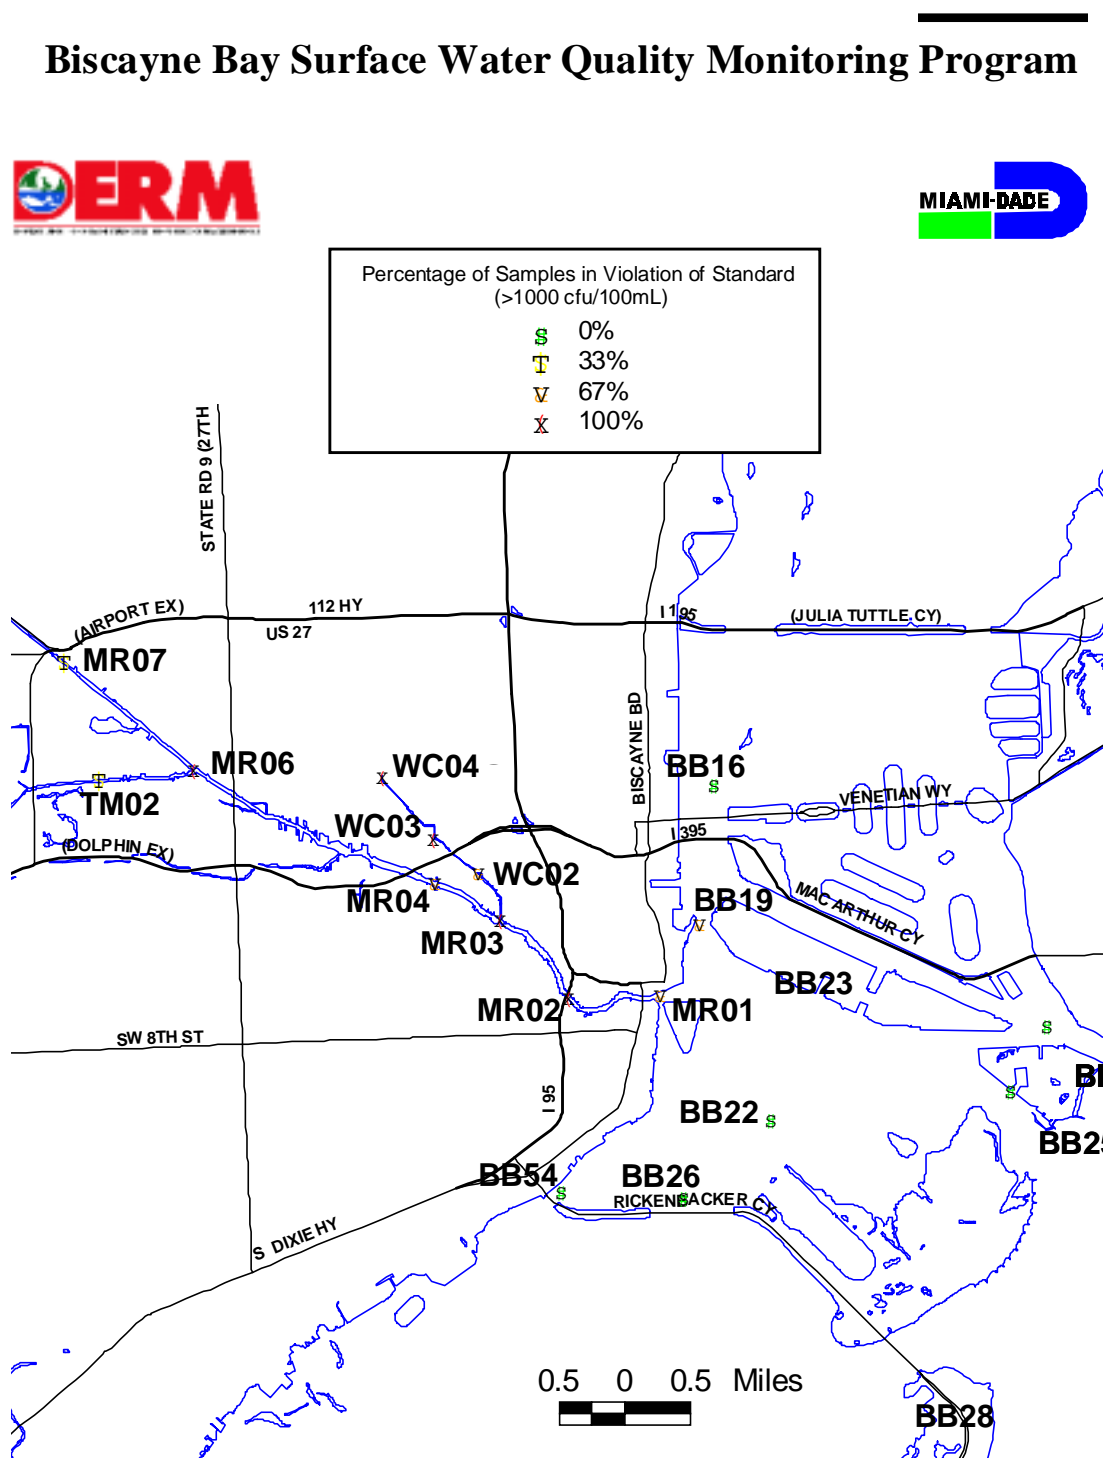 Biscayne Bay Surface Water Quality Monitoring Program
DERM
MIAMI-DADE
Percentage of Samples in Violation of Standard
(>1000 cfu/100mL)
S 0%
T 33%
V 67%
X 100%
STATE RD 9 (27TH
(AIRPORT EX)
112 HY
US 27
I 195
(JULIA TUTTLE CY)
T MR07
BISCAYNE BD
X MR06
X WC04
BB16
S
T
TM02
VENETIAN WY
WC03
X
I 395
(DOLPHIN EX)
V WC02
MR04 V
MAC ARTHUR CY
BB19
V
X
MR03
BB23
MR02 X
V MR01
SW 8TH ST
S
I 95
S
BB22 S
BB25
BB54 S
BB26
S
RICKENBACKER CY
S DIXIE HY
0.5 0 0.5 Miles
BB28